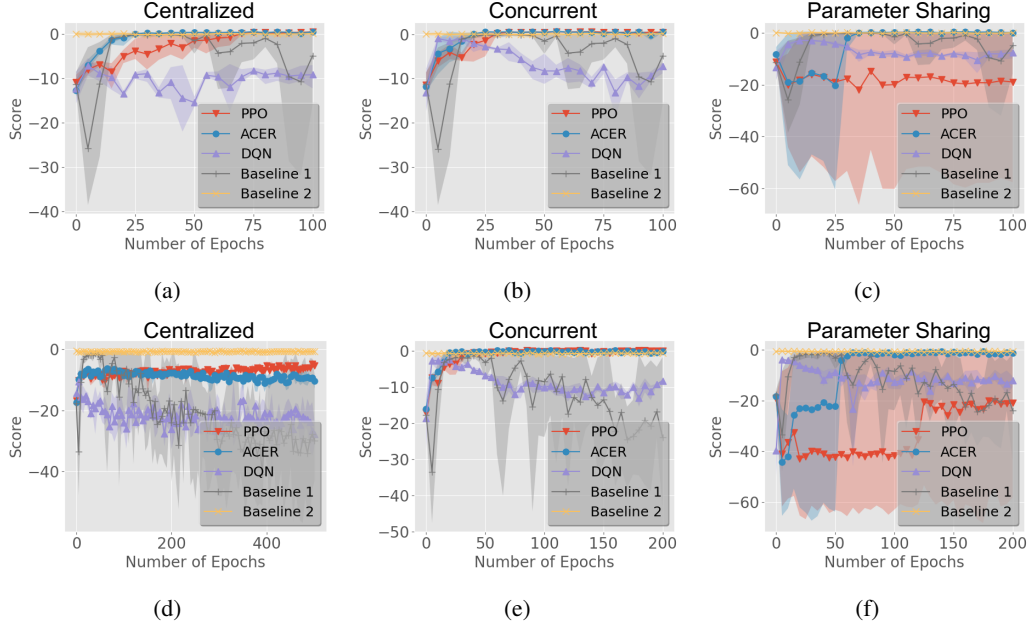 Centralized
Concurrent
Parameter Sharing
0
−10
−20
−30
−40
Score
PPO
ACER
DQN
Baseline 1
Baseline 2
0
25
50
75
100
Number of Epochs
0
−10
−20
−30
−40
Score
PPO
ACER
DQN
Baseline 1
Baseline 2
0
25
50
75
100
Number of Epochs
0
−20
−40
−60
Score
PPO
ACER
DQN
Baseline 1
Baseline 2
0
25
50
75
100
Number of Epochs
(a)
(b)
(c)
Centralized
Concurrent
Parameter Sharing
0
−20
−40
Score
PPO
ACER
DQN
Baseline 1
Baseline 2
0
200
400
Number of Epochs
0
−10
−20
−30
−40
−50
Score
PPO
ACER
DQN
Baseline 1
Baseline 2
0
50
100
150
200
Number of Epochs
0
−20
−40
−60
Score
PPO
ACER
DQN
Baseline 1
Baseline 2
0
50
100
150
200
Number of Epochs
(d)
(e)
(f)